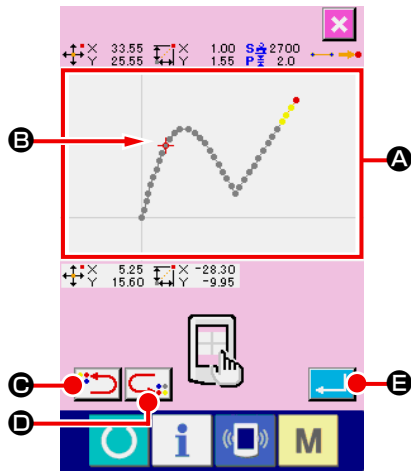 X 33.55 X 1.00 S 2700
Y 25.55 Y 1.55 P 2.0
B
A
X 5.25 X -28.30
Y 15.60 Y -9.95
C
E
D
i
M